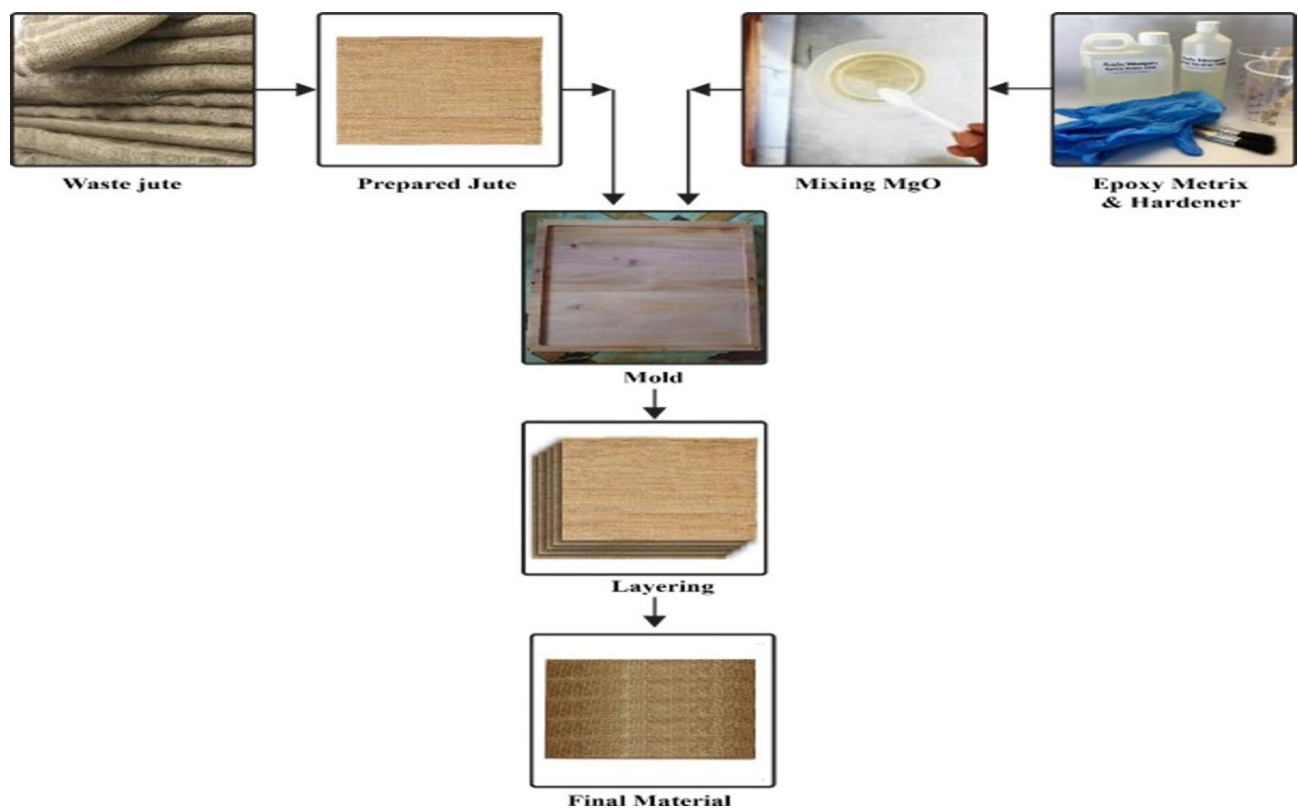 Waste jute
Prepared Jute
Mixing MgO
Epoxy Metrix
& Hardener
Mold
Layering
Final Material